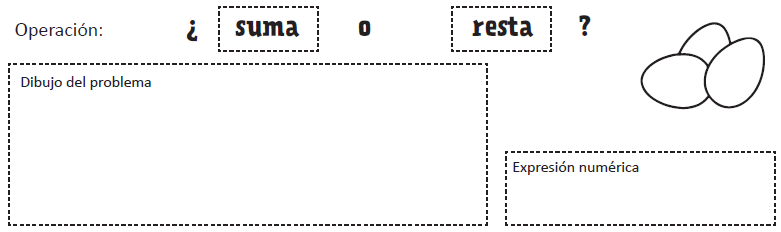 Operación: ¿ suma o resta ?
Dibujo del problema
Expresión numérica